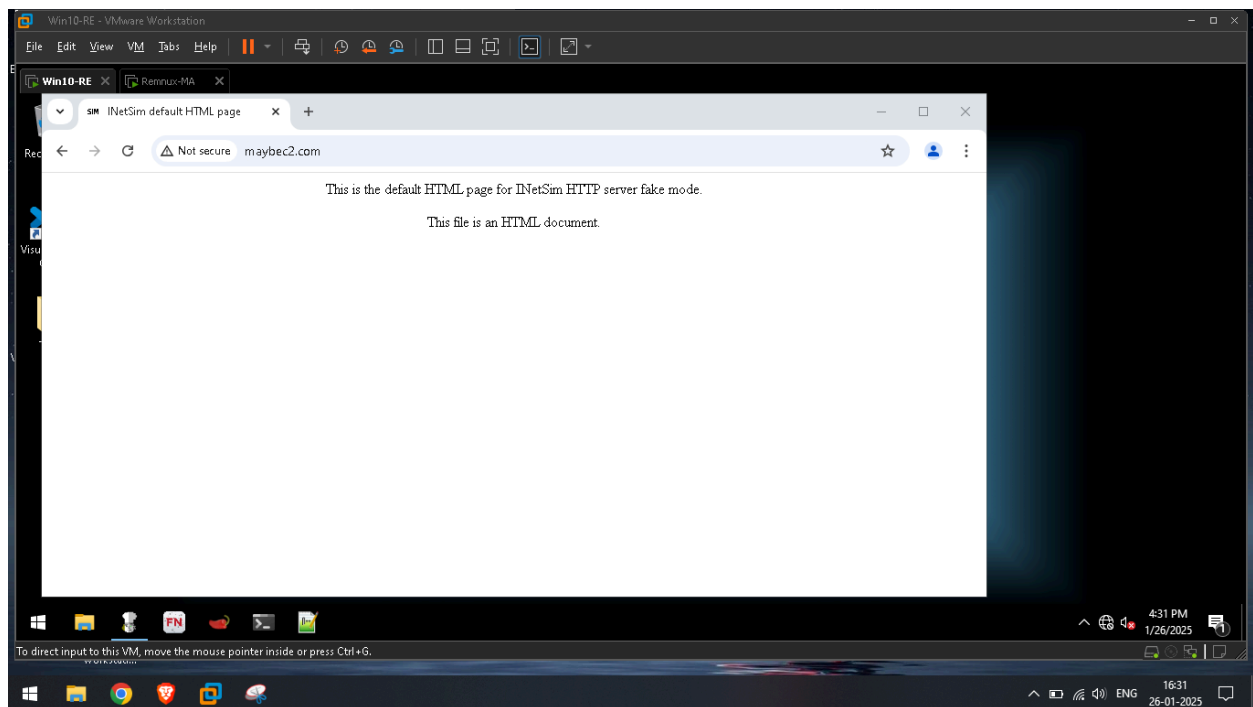 Win10-RE - VMware Workstation
File Edit View VM Tabs Help
Win10-RE Remnux-MA
SIM INetSim default HTML page
Rec Not secure maybec2.com
This is the default HTML page for INetSim HTTP server fake mode.
This file is an HTML document.
Visu
FN
4:31 PM
1/26/2025
1
To direct input to this VM, move the mouse pointer inside or press Ctrl+G.
ENG
16:31
26-01-2025